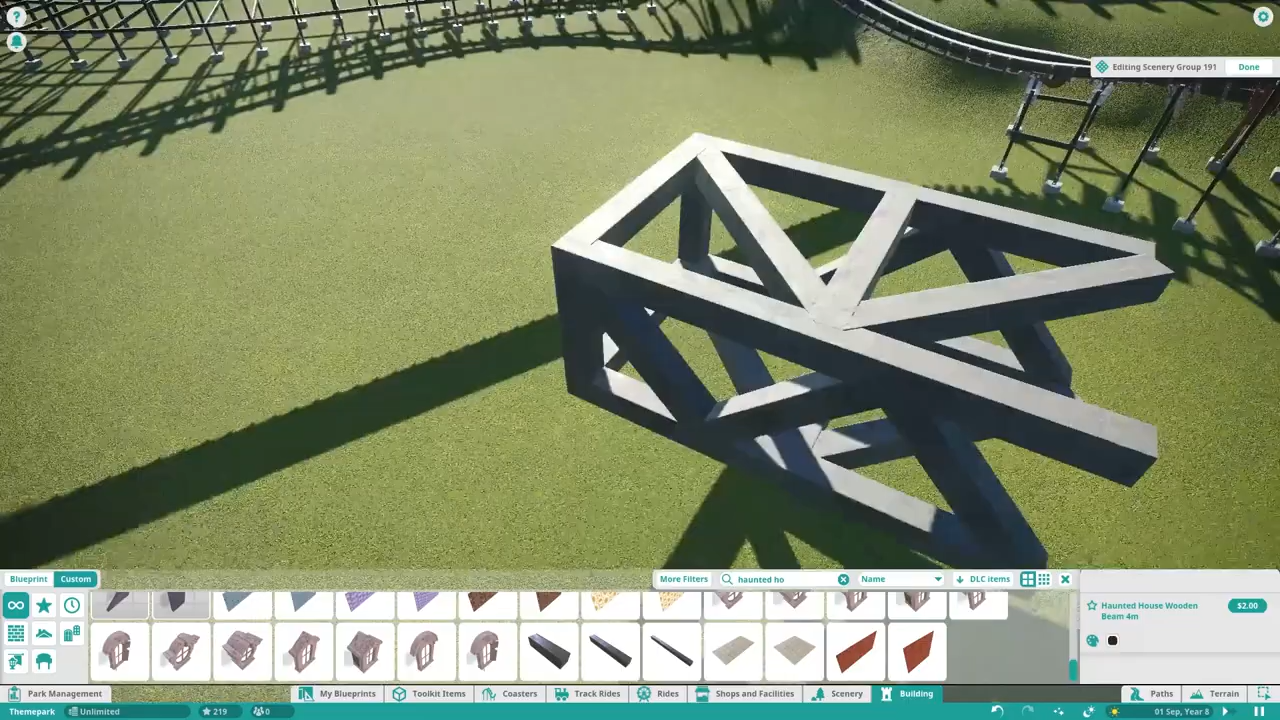 ?
Editing Scenery Group 191 Done
Blueprint Custom More Filters haunted ho Name DLC items
Haunted House Wooden Beam 4m $2.00
Park Management My Blueprints Toolkit Items Coasters Track Rides Rides Shops and Facilities Scenery Building Paths Terrain
Themepark Unlimited 219 0 01 Sep, Year 8